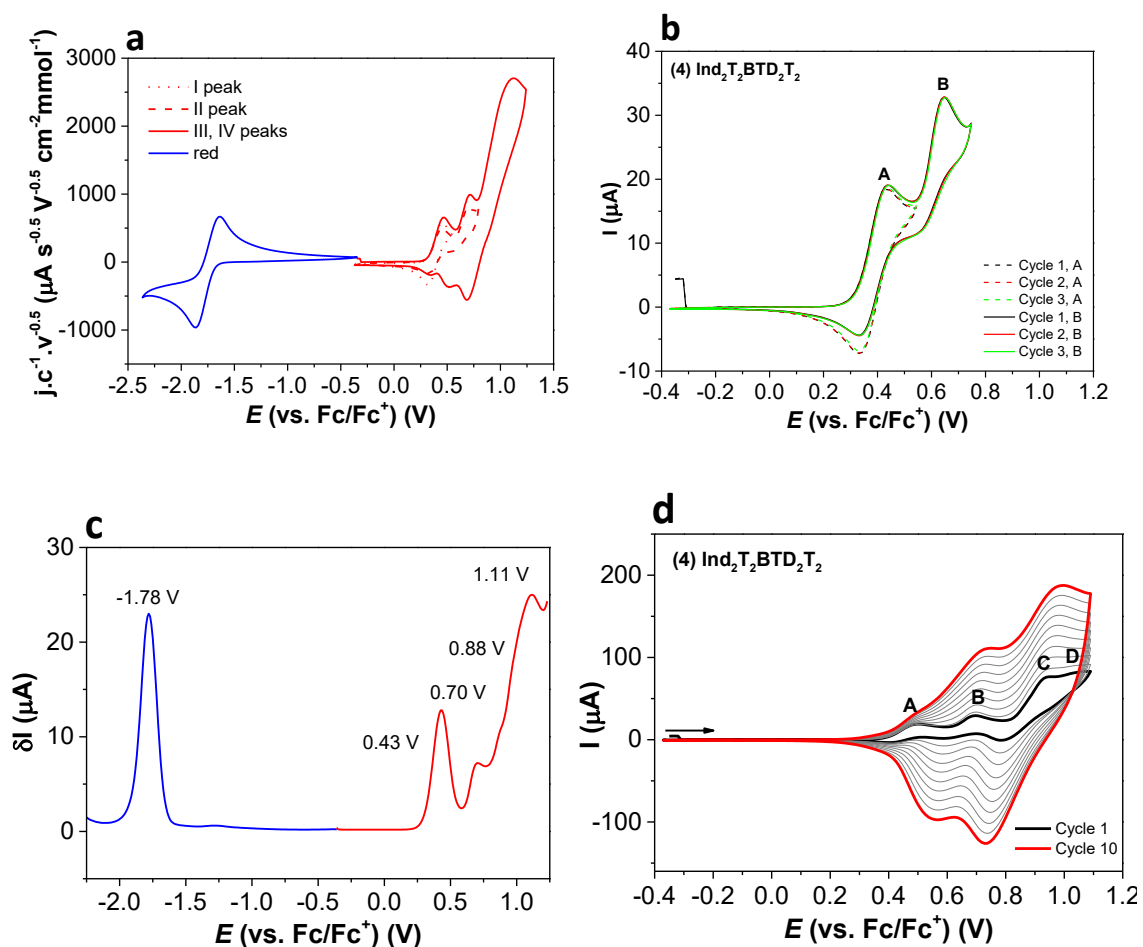 a
3000
2000
1000
0
-1000
j.c⁻¹.v⁻⁰·⁵ (µA s⁻⁰·⁵ V⁻⁰·⁵ cm⁻²mmol⁻¹)
I peak
II peak
III, IV peaks
red
-2.5 -2.0 -1.5 -1.0 -0.5 0.0 0.5 1.0 1.5
E (vs. Fc/Fc⁺) (V)
b
(4) Ind₂T₂BTD₂T₂
40
30
20
10
0
-10
I (µA)
A
B
Cycle 1, A
Cycle 2, A
Cycle 3, A
Cycle 1, B
Cycle 2, B
Cycle 3, B
-0.4 -0.2 0.0 0.2 0.4 0.6 0.8 1.0 1.2
E (vs. Fc/Fc⁺) (V)
c
30
20
10
0
δI (µA)
-1.78 V
1.11 V
0.88 V
0.70 V
0.43 V
-2.0 -1.5 -1.0 -0.5 0.0 0.5 1.0
E (vs. Fc/Fc⁺) (V)
d
(4) Ind₂T₂BTD₂T₂
200
100
0
-100
I (µA)
A
B
C
D
Cycle 1
Cycle 10
-0.4 -0.2 0.0 0.2 0.4 0.6 0.8 1.0 1.2
E (vs. Fc/Fc⁺) (V)